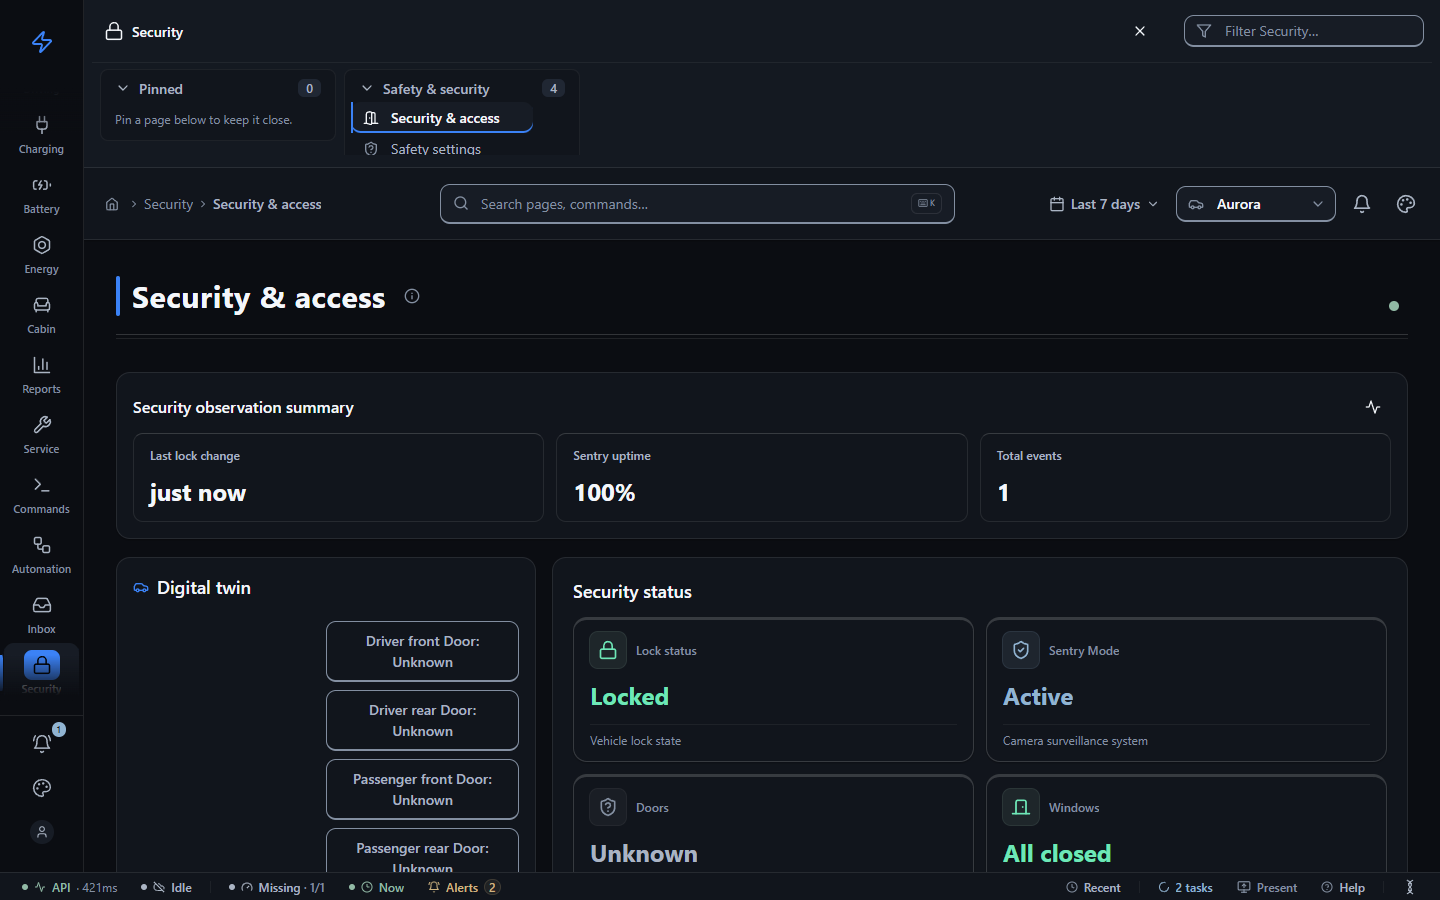 Security
Filter Security...
Pinned
0
Pin a page below to keep it close.
Safety & security
4
Security & access
Safety settings
Charging
Battery
Energy
Cabin
Reports
Service
Commands
Automation
Inbox
Security
1
Security
Security & access
Search pages, commands...
K
Last 7 days
Aurora
Security & access
Security observation summary
Last lock change
just now
Sentry uptime
100%
Total events
1
Digital twin
Driver front Door:
Unknown
Driver rear Door:
Unknown
Passenger front Door:
Unknown
Passenger rear Door:
Unknown
Security status
Lock status
Locked
Vehicle lock state
Sentry Mode
Active
Camera surveillance system
Doors
Unknown
Windows
All closed
API · 421ms
Idle
Missing · 1/1
Now
Alerts 2
Recent
2 tasks
Present
Help